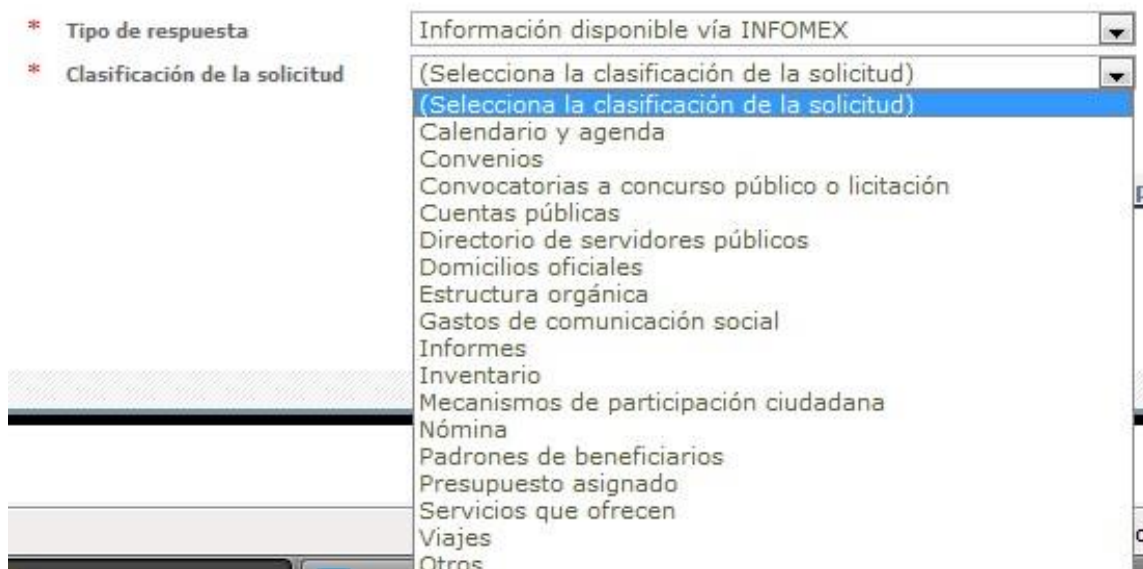 * Tipo de respuesta Información disponible vía INFOMEX
* Clasificación de la solicitud (Selecciona la clasificación de la solicitud)
(Selecciona la clasificación de la solicitud)
Calendario y agenda
Convenios
Convocatorias a concurso público o licitación
Cuentas públicas
Directorio de servidores públicos
Domicilios oficiales
Estructura orgánica
Gastos de comunicación social
Informes
Inventario
Mecanismos de participación ciudadana
Nómina
Padrones de beneficiarios
Presupuesto asignado
Servicios que ofrecen
Viajes
Otros